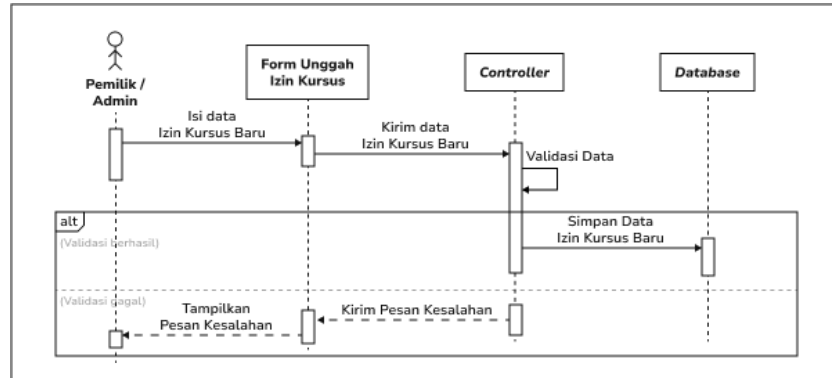 Pemilik /
Admin
Form Unggah
Izin Kursus
Controller
Database
Isi data
Izin Kursus Baru
Kirim data
Izin Kursus Baru
Validasi Data
alt
(Validasi berhasil)
Simpan Data
Izin Kursus Baru
(Validasi gagal)
Tampilkan
Pesan Kesalahan
Kirim Pesan Kesalahan